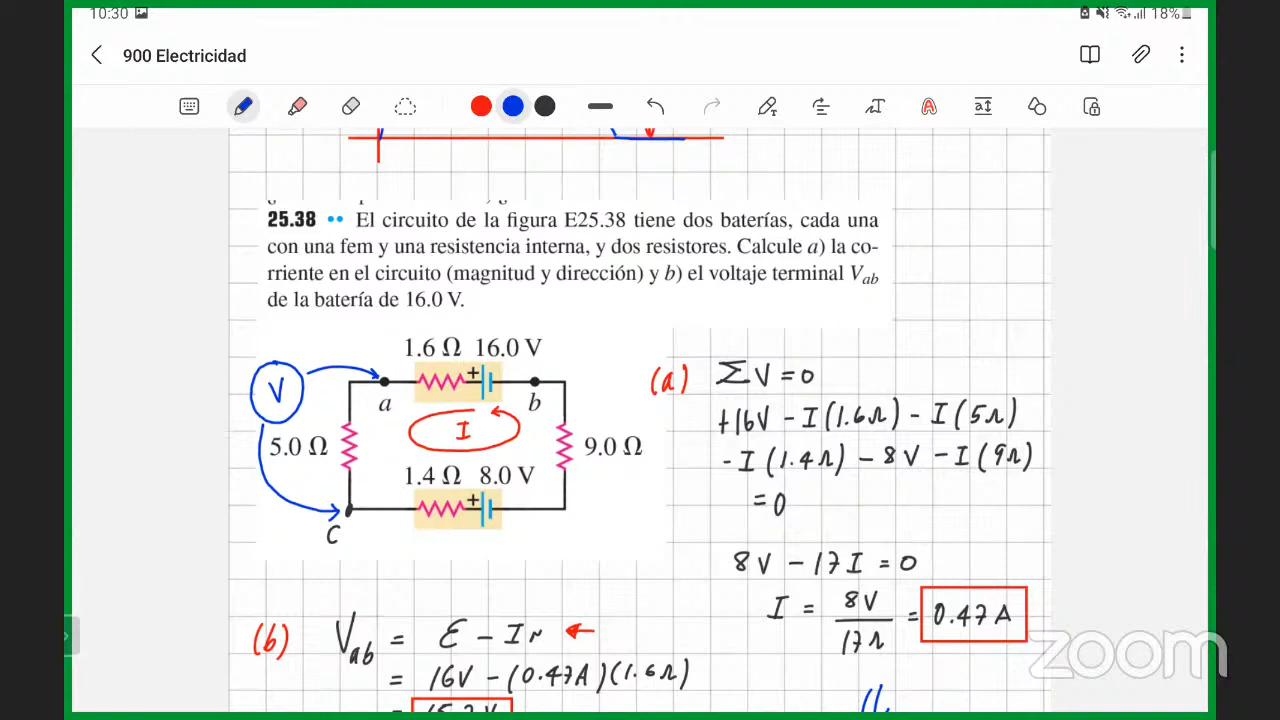 10:30
18%
900 Electricidad
25.38 •• El circuito de la figura E25.38 tiene dos baterías, cada una
con una fem y una resistencia interna, y dos resistores. Calcule a) la co-
rriente en el circuito (magnitud y dirección) y b) el voltaje terminal Vab
de la batería de 16.0 V.
1.6 Ω 16.0 V
+
V
a
b
I
5.0 Ω
9.0 Ω
1.4 Ω 8.0 V
+
C
(a) ΣV = 0
+16V - I(1.6Ω) - I(5Ω)
- I(1.4Ω) - 8V - I(9Ω)
= 0
8V - 17I = 0
I = 8V / 17Ω = 0.47A
(b) Vab = ε - Ir
= 16V - (0.47A)(1.6Ω)
zoom